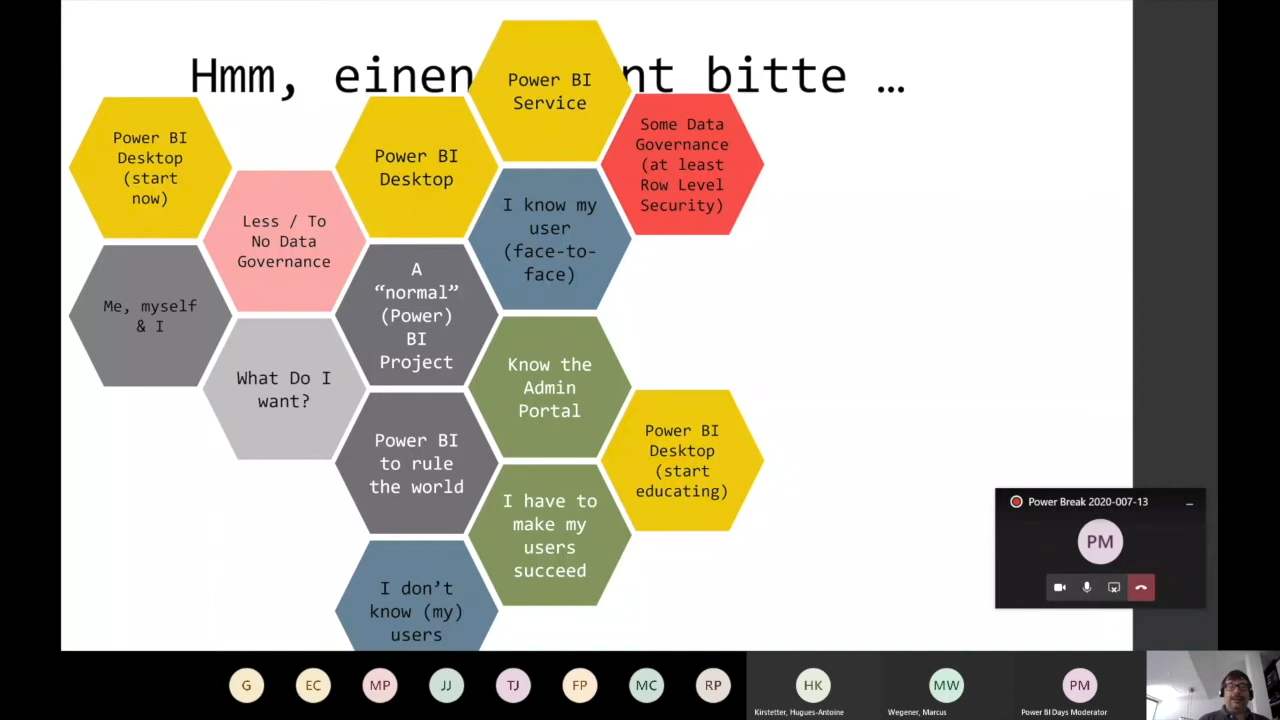 Hmm, einen nt bitte …
Power BI
Service
Some Data
Governance
(at least
Row Level
Security)
Power BI
Desktop
(start
now)
Power BI
Desktop
I know my
user
(face-to-
face)
Less / To
No Data
Governance
A
“normal”
(Power)
BI
Project
Me, myself
& I
What Do I
want?
Know the
Admin
Portal
Power BI
to rule
the world
Power BI
Desktop
(start
educating)
I have to
make my
users
succeed
I don’t
know (my)
users
Power Break 2020-007-13
PM
G
EC
MP
JJ
TJ
FP
MC
RP
HK
Kirstetter, Hugues-Antoine
MW
Wegener, Marcus
PM
Power BI Days Moderator